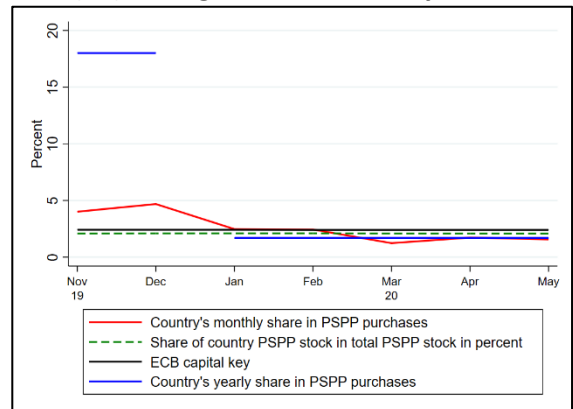 20
15
10
5
0
Percent
Nov Dec Jan Feb Mar Apr May
19 20
Country's monthly share in PSPP purchases
Share of country PSPP stock in total PSPP stock in percent
ECB capital key
Country's yearly share in PSPP purchases